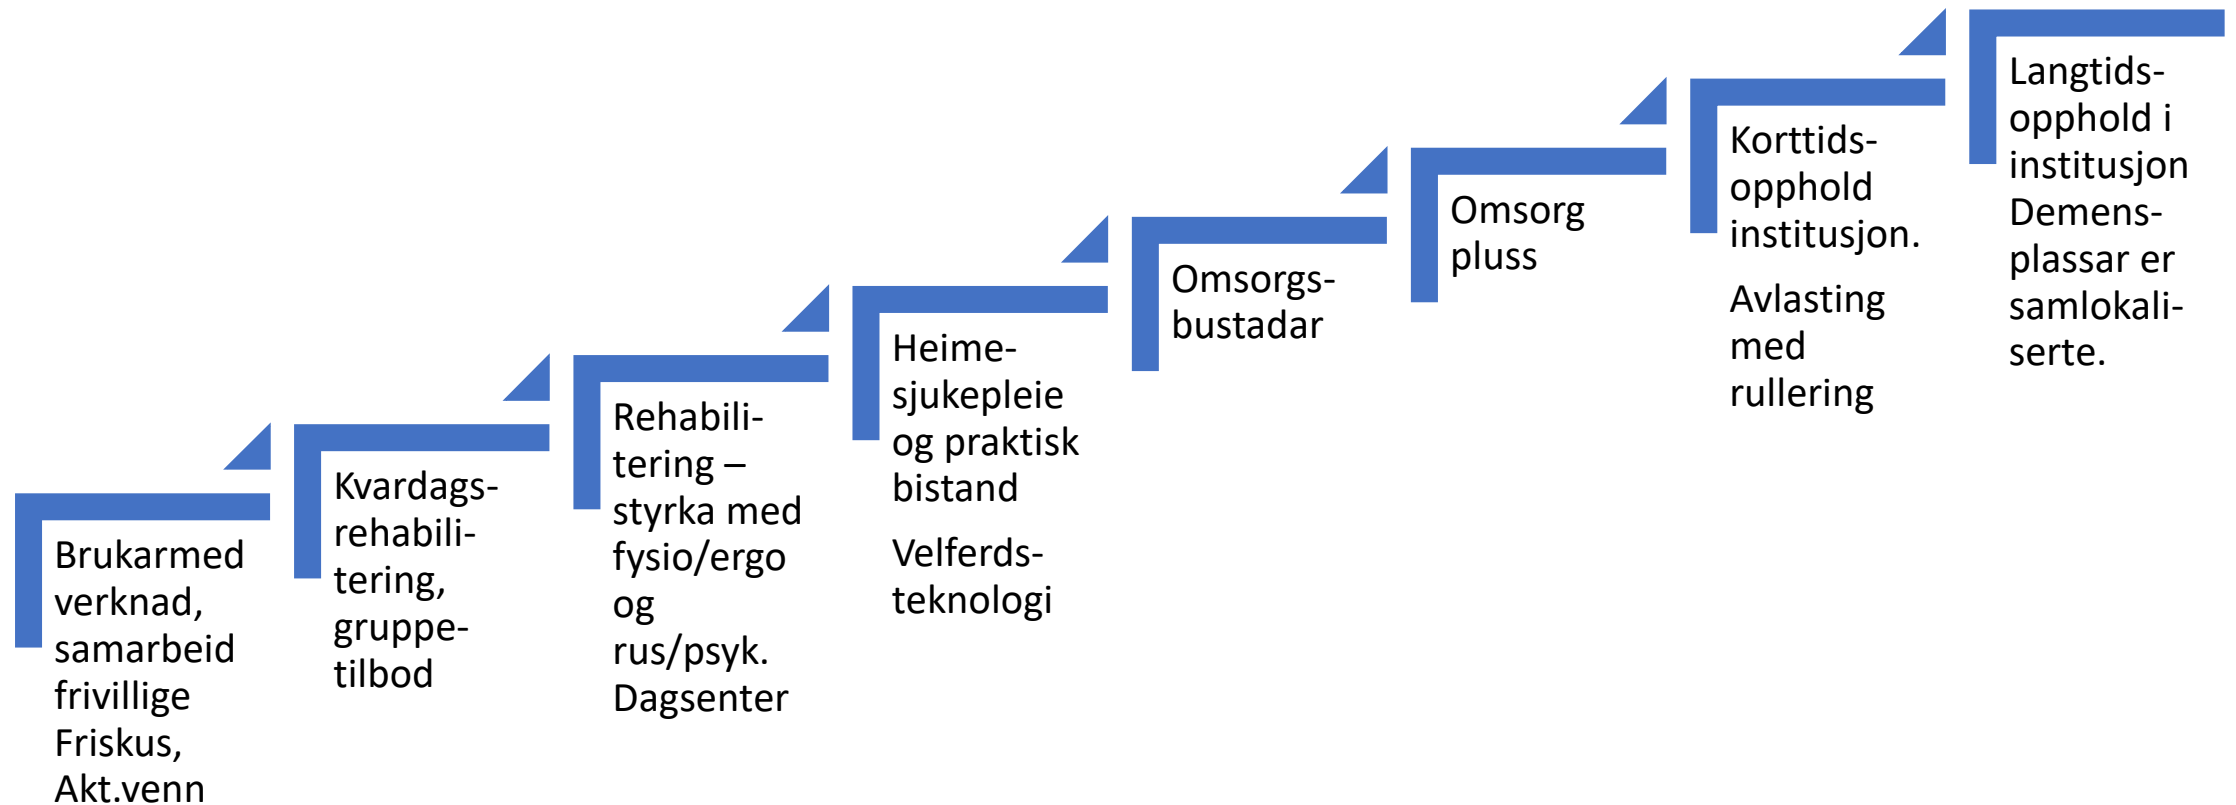 Brukarmed
verknad,
samarbeid
frivillige
Friskus,
Akt.venn
Kvardags-
rehabili-
tering,
gruppe-
tilbod
Rehabili-
tering –
styrka med
fysio/ergo
og
rus/psyk.
Dagsenter
Heime-
sjukepleie
og praktisk
bistand
Velferds-
teknologi
Omsorgs-
bustadar
Omsorg
pluss
Korttids-
opphold
institusjon.
Avlasting
med
rullering
Langtids-
opphold i
institusjon
Demens-
plassar er
samlokali-
serte.